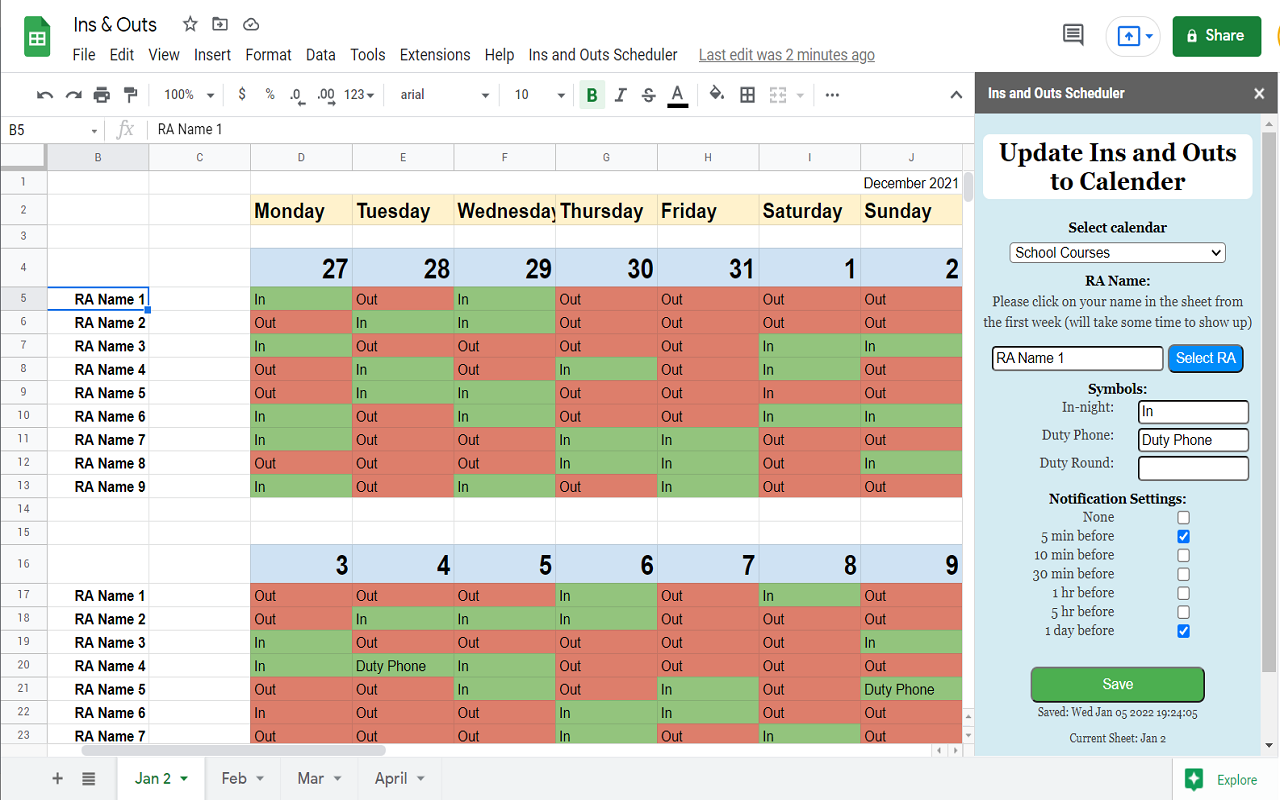 Ins & Outs
File Edit View Insert Format Data Tools Extensions Help Ins and Outs Scheduler Last edit was 2 minutes ago
Share
100% $ % .0 .00 123 arial 10 B I S A
B5 fx RA Name 1
B C D E F G H I J
1 December 2021
2 Monday Tuesday Wednesday Thursday Friday Saturday Sunday
3
4 27 28 29 30 31 1 2
5 RA Name 1 In Out In Out Out Out Out
6 RA Name 2 Out In In Out Out Out Out
7 RA Name 3 In Out Out Out Out In In
8 RA Name 4 Out In Out In Out In Out
9 RA Name 5 Out In In Out Out In Out
10 RA Name 6 In Out In Out Out In In
11 RA Name 7 In Out Out In In Out Out
12 RA Name 8 Out Out Out In In Out In
13 RA Name 9 In Out In Out In Out Out
14
15
16 3 4 5 6 7 8 9
17 RA Name 1 Out Out Out In Out In Out
18 RA Name 2 Out In In In Out Out Out
19 RA Name 3 In Out Out Out Out Out In
20 RA Name 4 In Duty Phone In Out Out Out Out
21 RA Name 5 Out Out In Out In Out Duty Phone
22 RA Name 6 In Out Out In In Out Out
23 RA Name 7 Out Out Out In Out In Out
Jan 2 Feb Mar April
Explore
Ins and Outs Scheduler
Update Ins and Outs
to Calender
Select calendar
School Courses
RA Name:
Please click on your name in the sheet from
the first week (will take some time to show up)
RA Name 1 Select RA
Symbols:
In-night: In
Duty Phone: Duty Phone
Duty Round:
Notification Settings:
None
5 min before
10 min before
30 min before
1 hr before
5 hr before
1 day before
Save
Saved: Wed Jan 05 2022 19:24:05
Current Sheet: Jan 2